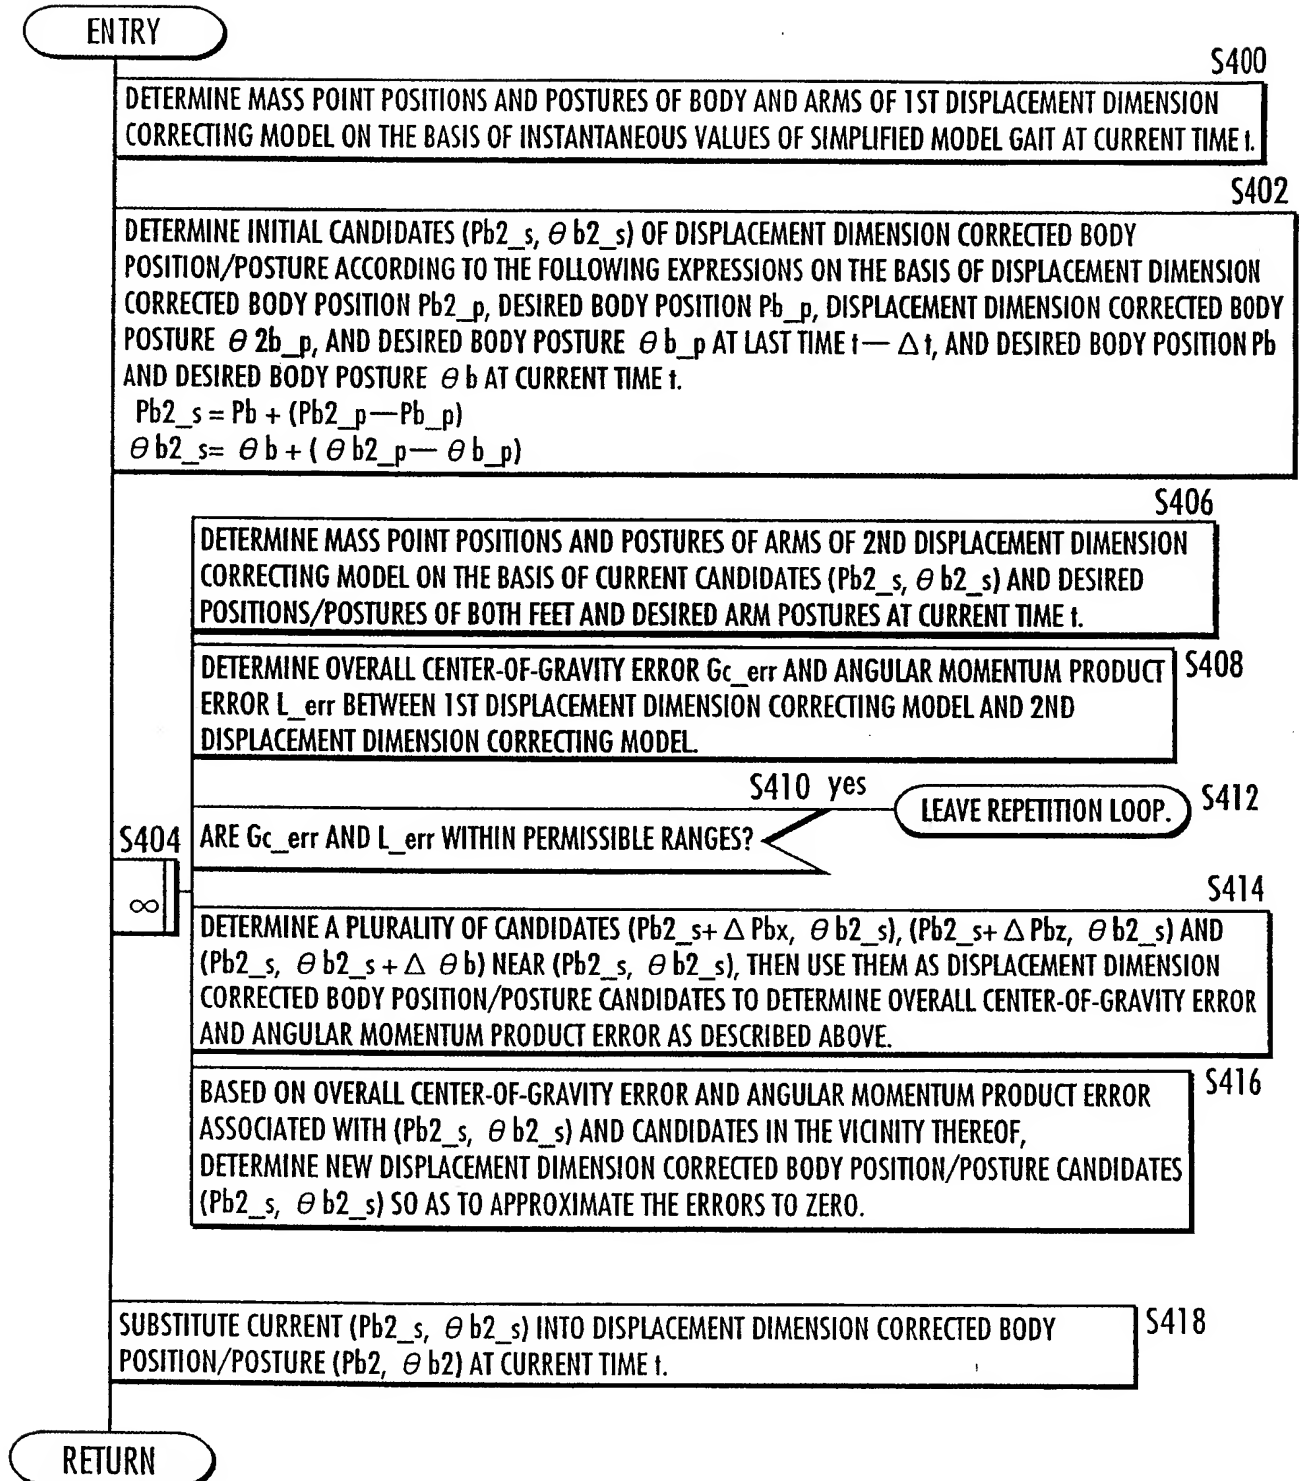 ENTRY
S400
DETERMINE MASS POINT POSITIONS AND POSTURES OF BODY AND ARMS OF 1ST DISPLACEMENT DIMENSION
CORRECTING MODEL ON THE BASIS OF INSTANTANEOUS VALUES OF SIMPLIFIED MODEL GAIT AT CURRENT TIME t.
S402
DETERMINE INITIAL CANDIDATES (Pb2_s, θ b2_s) OF DISPLACEMENT DIMENSION CORRECTED BODY
POSITION/POSTURE ACCORDING TO THE FOLLOWING EXPRESSIONS ON THE BASIS OF DISPLACEMENT DIMENSION
CORRECTED BODY POSITION Pb2_p, DESIRED BODY POSITION Pb_p, DISPLACEMENT DIMENSION CORRECTED BODY
POSTURE θ 2b_p, AND DESIRED BODY POSTURE θ b_p AT LAST TIME t— Δ t, AND DESIRED BODY POSITION Pb
AND DESIRED BODY POSTURE θ b AT CURRENT TIME t.
Pb2_s = Pb + (Pb2_p—Pb_p)
θ b2_s= θ b + ( θ b2_p— θ b_p)
S406
DETERMINE MASS POINT POSITIONS AND POSTURES OF ARMS OF 2ND DISPLACEMENT DIMENSION
CORRECTING MODEL ON THE BASIS OF CURRENT CANDIDATES (Pb2_s, θ b2_s) AND DESIRED
POSITIONS/POSTURES OF BOTH FEET AND DESIRED ARM POSTURES AT CURRENT TIME t.
DETERMINE OVERALL CENTER-OF-GRAVITY ERROR Gc_err AND ANGULAR MOMENTUM PRODUCT S408
ERROR L_err BETWEEN 1ST DISPLACEMENT DIMENSION CORRECTING MODEL AND 2ND
DISPLACEMENT DIMENSION CORRECTING MODEL.
S410 yes
LEAVE REPETITION LOOP. S412
S404 ARE Gc_err AND L_err WITHIN PERMISSIBLE RANGES?
∞
S414
DETERMINE A PLURALITY OF CANDIDATES (Pb2_s+ Δ Pbx, θ b2_s), (Pb2_s+ Δ Pbz, θ b2_s) AND
(Pb2_s, θ b2_s + Δ θ b) NEAR (Pb2_s, θ b2_s), THEN USE THEM AS DISPLACEMENT DIMENSION
CORRECTED BODY POSITION/POSTURE CANDIDATES TO DETERMINE OVERALL CENTER-OF-GRAVITY ERROR
AND ANGULAR MOMENTUM PRODUCT ERROR AS DESCRIBED ABOVE.
BASED ON OVERALL CENTER-OF-GRAVITY ERROR AND ANGULAR MOMENTUM PRODUCT ERROR S416
ASSOCIATED WITH (Pb2_s, θ b2_s) AND CANDIDATES IN THE VICINITY THEREOF,
DETERMINE NEW DISPLACEMENT DIMENSION CORRECTED BODY POSITION/POSTURE CANDIDATES
(Pb2_s, θ b2_s) SO AS TO APPROXIMATE THE ERRORS TO ZERO.
SUBSTITUTE CURRENT (Pb2_s, θ b2_s) INTO DISPLACEMENT DIMENSION CORRECTED BODY S418
POSITION/POSTURE (Pb2, θ b2) AT CURRENT TIME t.
RETURN